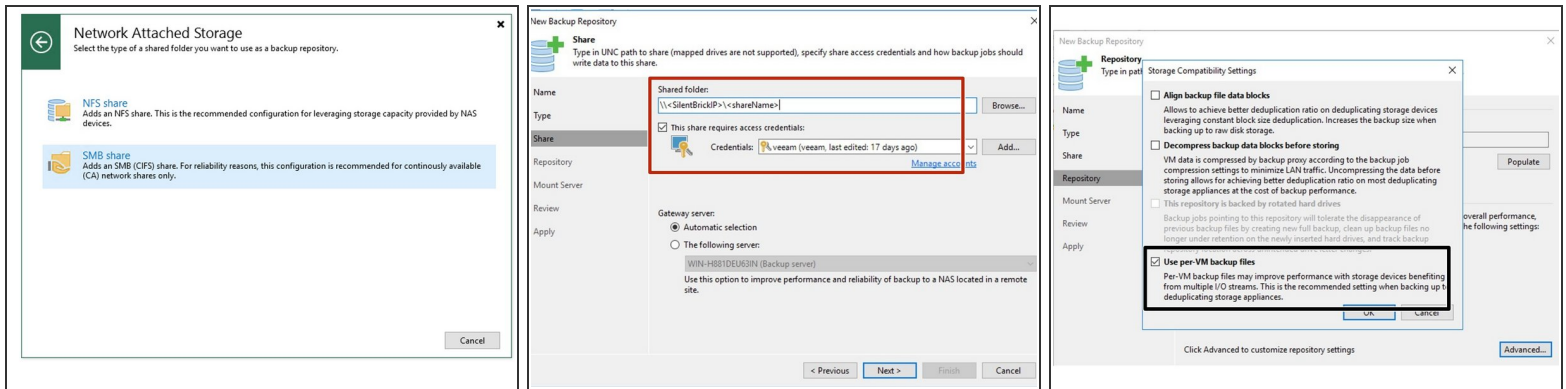 Network Attached Storage
Select the type of a shared folder you want to use as a backup repository.
NFS share
Adds an NFS share. This is the recommended configuration for leveraging storage capacity provided by NAS
devices.
SMB share
Adds an SMB (CIFS) share. For reliability reasons, this configuration is recommended for continously available
(CA) network shares only.
Cancel
New Backup Repository
Share
Type in UNC path to share (mapped drives are not supported), specify share access credentials and how backup jobs should
write data to this share.
Name
Type
Share
Repository
Mount Server
Review
Apply
Shared folder:
\\<SilentBrickIP>\<shareName>
Browse...
This share requires access credentials:
Credentials:
veeam (veeam, last edited: 17 days ago)
Add...
Manage accounts
Gateway server:
Automatic selection
The following server:
WIN-H881DEU63IN (Backup server)
Use this option to improve performance and reliability of backup to a NAS located in a remote
site.
< Previous
Next >
Finish
Cancel
New Backup Repository
Repository
Type in path
Name
Type
Share
Repository
Mount Server
Review
Apply
Storage Compatibility Settings
Align backup file data blocks
Allows to achieve better deduplication ratio on deduplicating storage devices
leveraging constant block size deduplication. Increases the backup size when
backing up to raw disk storage.
Decompress backup data blocks before storing
VM data is compressed by backup proxy according to the backup job
compression settings to minimize LAN traffic. Uncompressing the data before
storing allows for achieving better deduplication ratio on most deduplicating
storage appliances at the cost of backup performance.
This repository is backed by rotated hard drives
Backup jobs pointing to this repository will tolerate the disappearance of
previous backup files by creating new full backup, clean up backup files no
longer under retention on the newly inserted hard drives, and track backup
Use per-VM backup files
Per-VM backup files may improve performance with storage devices benefiting
from multiple I/O streams. This is the recommended setting when backing up to
deduplicating storage appliances.
OK
Cancel
Populate
overall performance,
he following settings:
Click Advanced to customize repository settings
Advanced...